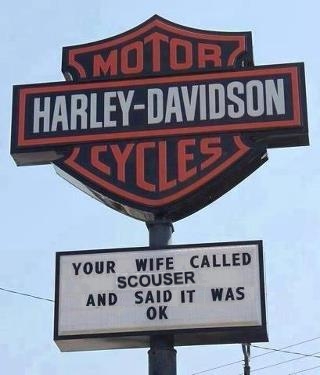 MOTOR
HARLEY-DAVIDSON
CYCLES
YOUR WIFE CALLED
SCOUSER
AND SAID IT WAS
OK